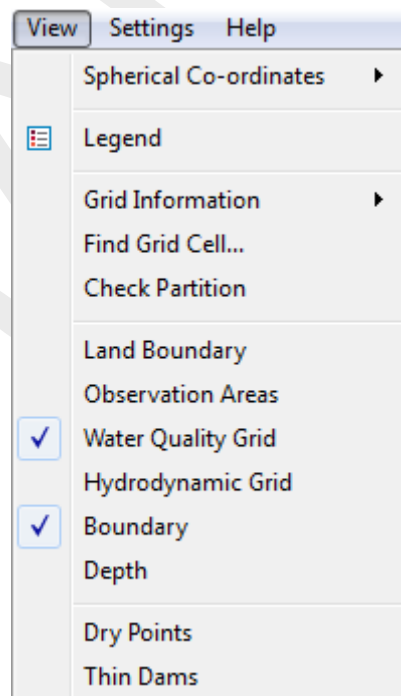 View Settings Help
Spherical Co-ordinates
Legend
Grid Information
Find Grid Cell...
Check Partition
Land Boundary
Observation Areas
Water Quality Grid
Hydrodynamic Grid
Boundary
Depth
Dry Points
Thin Dams